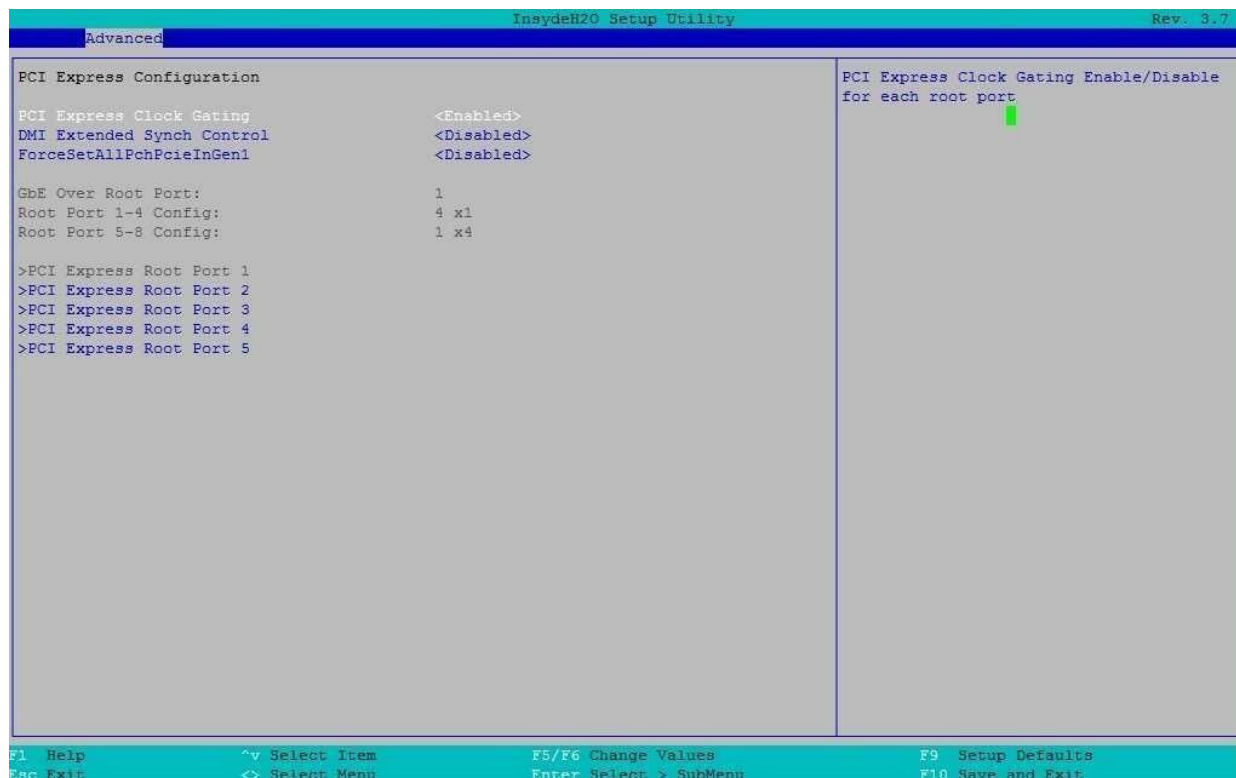 InsydeH20 Setup Utility Rev. 3.7
Advanced
PCI Express Configuration
PCI Express Clock Gating <Enabled>
DMI Extended Synch Control <Disabled>
ForceSetAllPchPcieInGen1 <Disabled>
GbE Over Root Port: 1
Root Port 1-4 Config: 4 x1
Root Port 5-8 Config: 1 x4
>PCI Express Root Port 1
>PCI Express Root Port 2
>PCI Express Root Port 3
>PCI Express Root Port 4
>PCI Express Root Port 5
PCI Express Clock Gating Enable/Disable
for each root port
F1 Help ^v Select Item F5/F6 Change Values F9 Setup Defaults
Esc Exit <> Select Menu Enter Select > SubMenu F10 Save and Exit